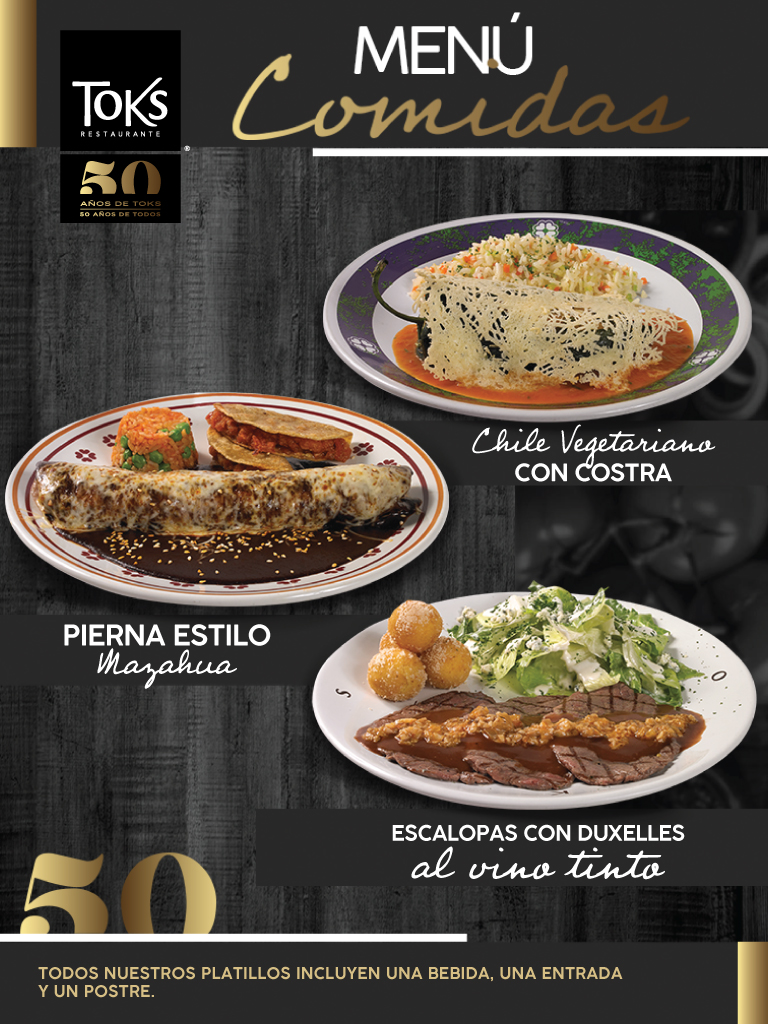 MENÚ
Comidas
TOKS
RESTAURANTE
®
50
AÑOS DE TOKS
50 AÑOS DE TODOS
Chile Vegetariano
CON COSTRA
PIERNA ESTILO
Mazahua
S
O
ESCALOPAS CON DUXELLES
al vino tinto
50
TODOS NUESTROS PLATILLOS INCLUYEN UNA BEBIDA, UNA ENTRADA
Y UN POSTRE.